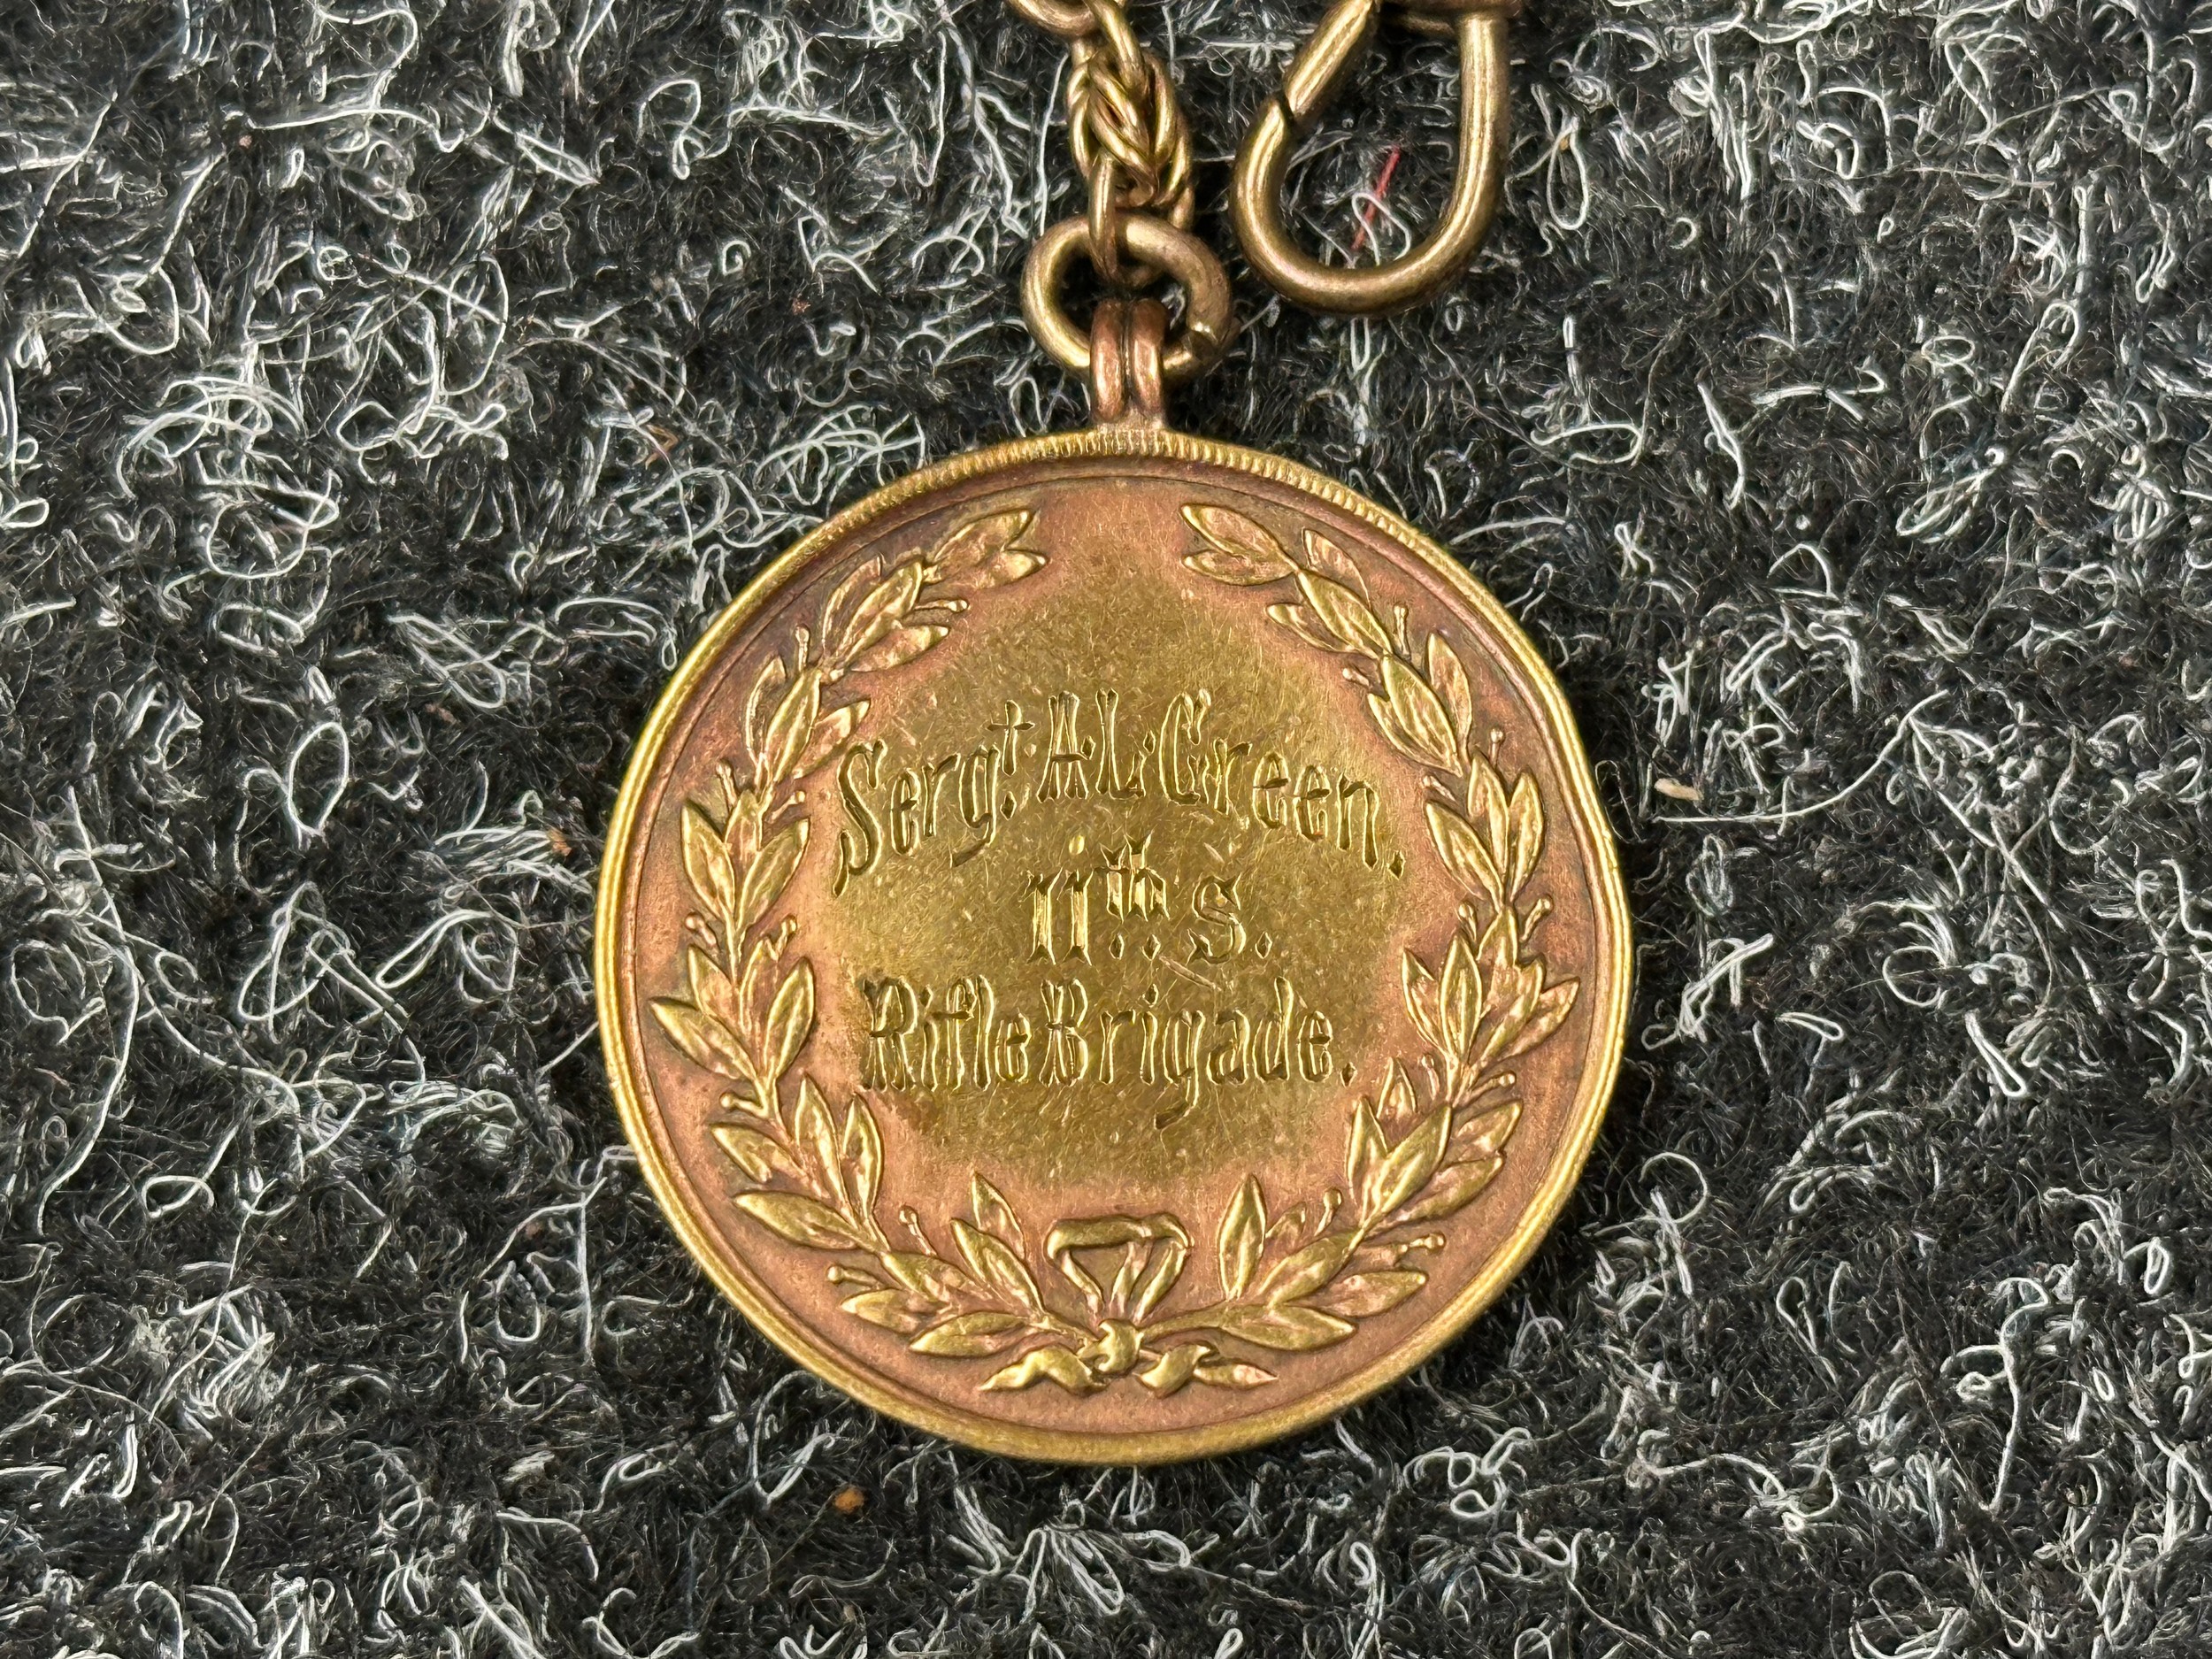 Sergt. A.L. Green.
11th. S.
Rifle Brigade.